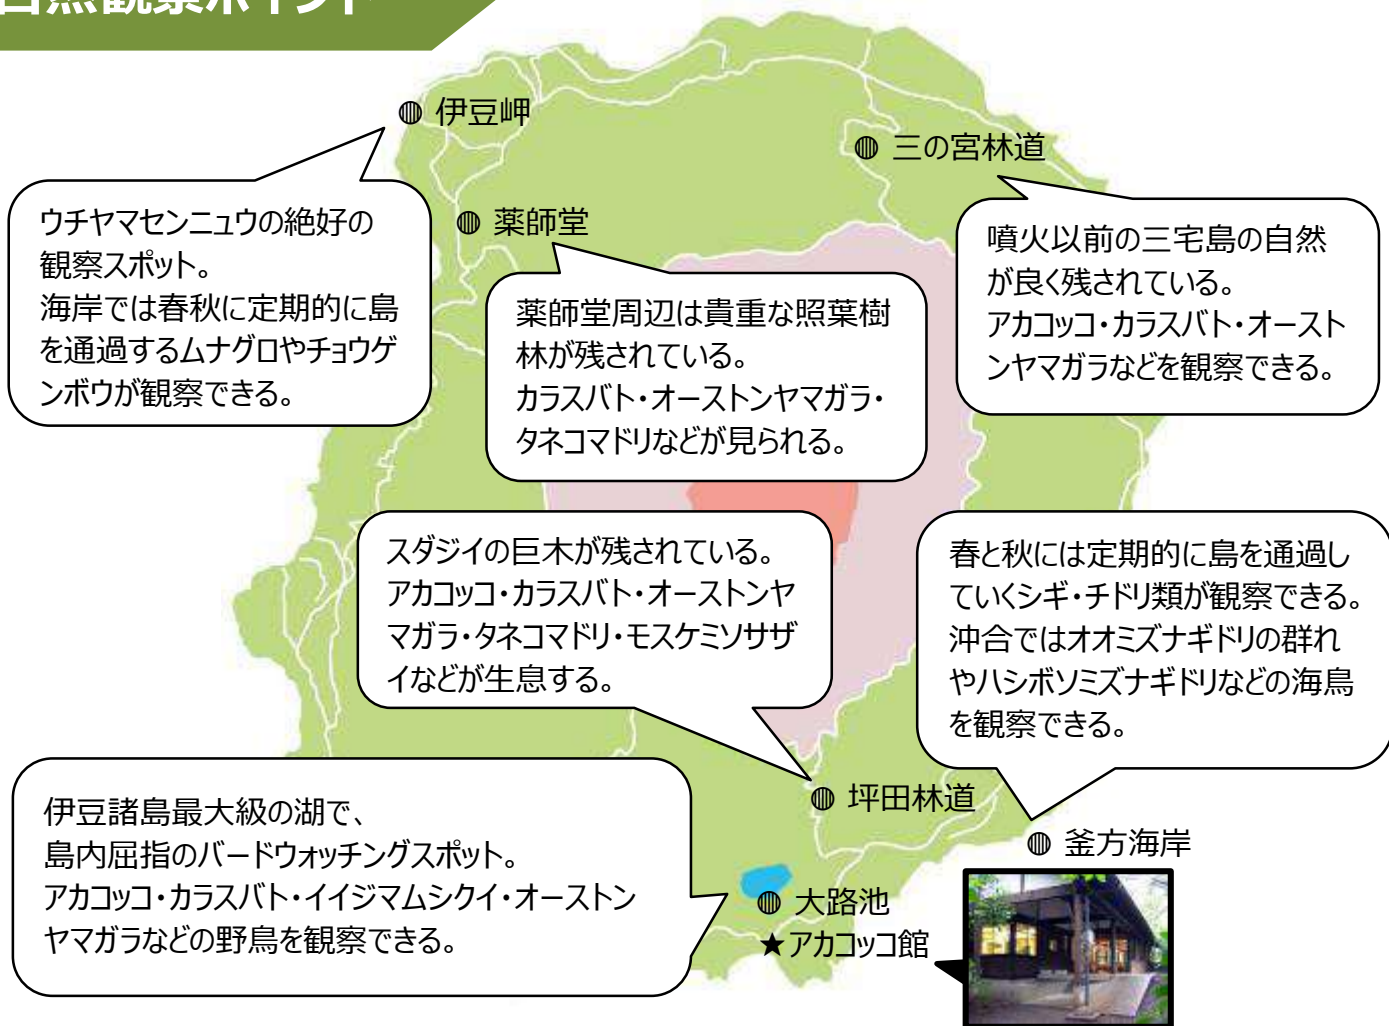 自然観察ポイント
伊豆岬
三の宮林道
ウチヤマセンニュウの絶好の
観察スポット。
海岸では春秋に定期的に島
を通過するムナグロやチョウゲ
ンボウが観察できる。
薬師堂
噴火以前の三宅島の自然
が良く残されている。
アカコッコ・カラスバト・オースト
ンヤマガラなどを観察できる。
薬師堂周辺は貴重な照葉樹
林が残されている。
カラスバト・オーストンヤマガラ・
タネコマドリなどが見られる。
スダジイの巨木が残されている。
アカコッコ・カラスバト・オーストンヤ
マガラ・タネコマドリ・モスケミソサザ
イなどが生息する。
春と秋には定期的に島を通過し
ていくシギ・チドリ類が観察できる。
沖合ではオオミズナギドリの群れ
やハシボソミズナギドリなどの海鳥
を観察できる。
坪田林道
釜方海岸
伊豆諸島最大級の湖で、
島内屈指のバードウォッチングスポット。
アカコッコ・カラスバト・イイジマムシクイ・オーストン
ヤマガラなどの野鳥を観察できる。
大路池
★アカコッコ館